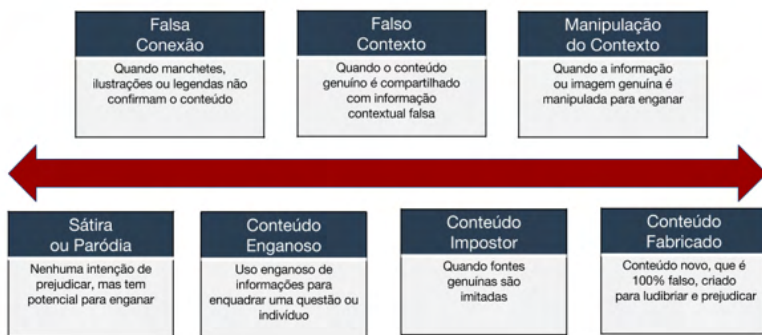 Falsa
Conexão
Quando manchetes,
ilustrações ou legendas não
confirmam o conteúdo
Falso
Contexto
Quando o conteúdo
genuíno é compartilhado
com informação
contextual falsa
Manipulação
do Contexto
Quando a informação
ou imagem genuína é
manipulada para enganar
Sátira
ou Paródia
Nenhuma intenção de
prejudicar, mas tem
potencial para enganar
Conteúdo
Enganoso
Uso enganoso de
informações para
enquadrar uma questão ou
indivíduo
Conteúdo
Impostor
Quando fontes
genuínas são
imitadas
Conteúdo
Fabricado
Conteúdo novo, que é
100% falso, criado
para ludibriar e prejudicar